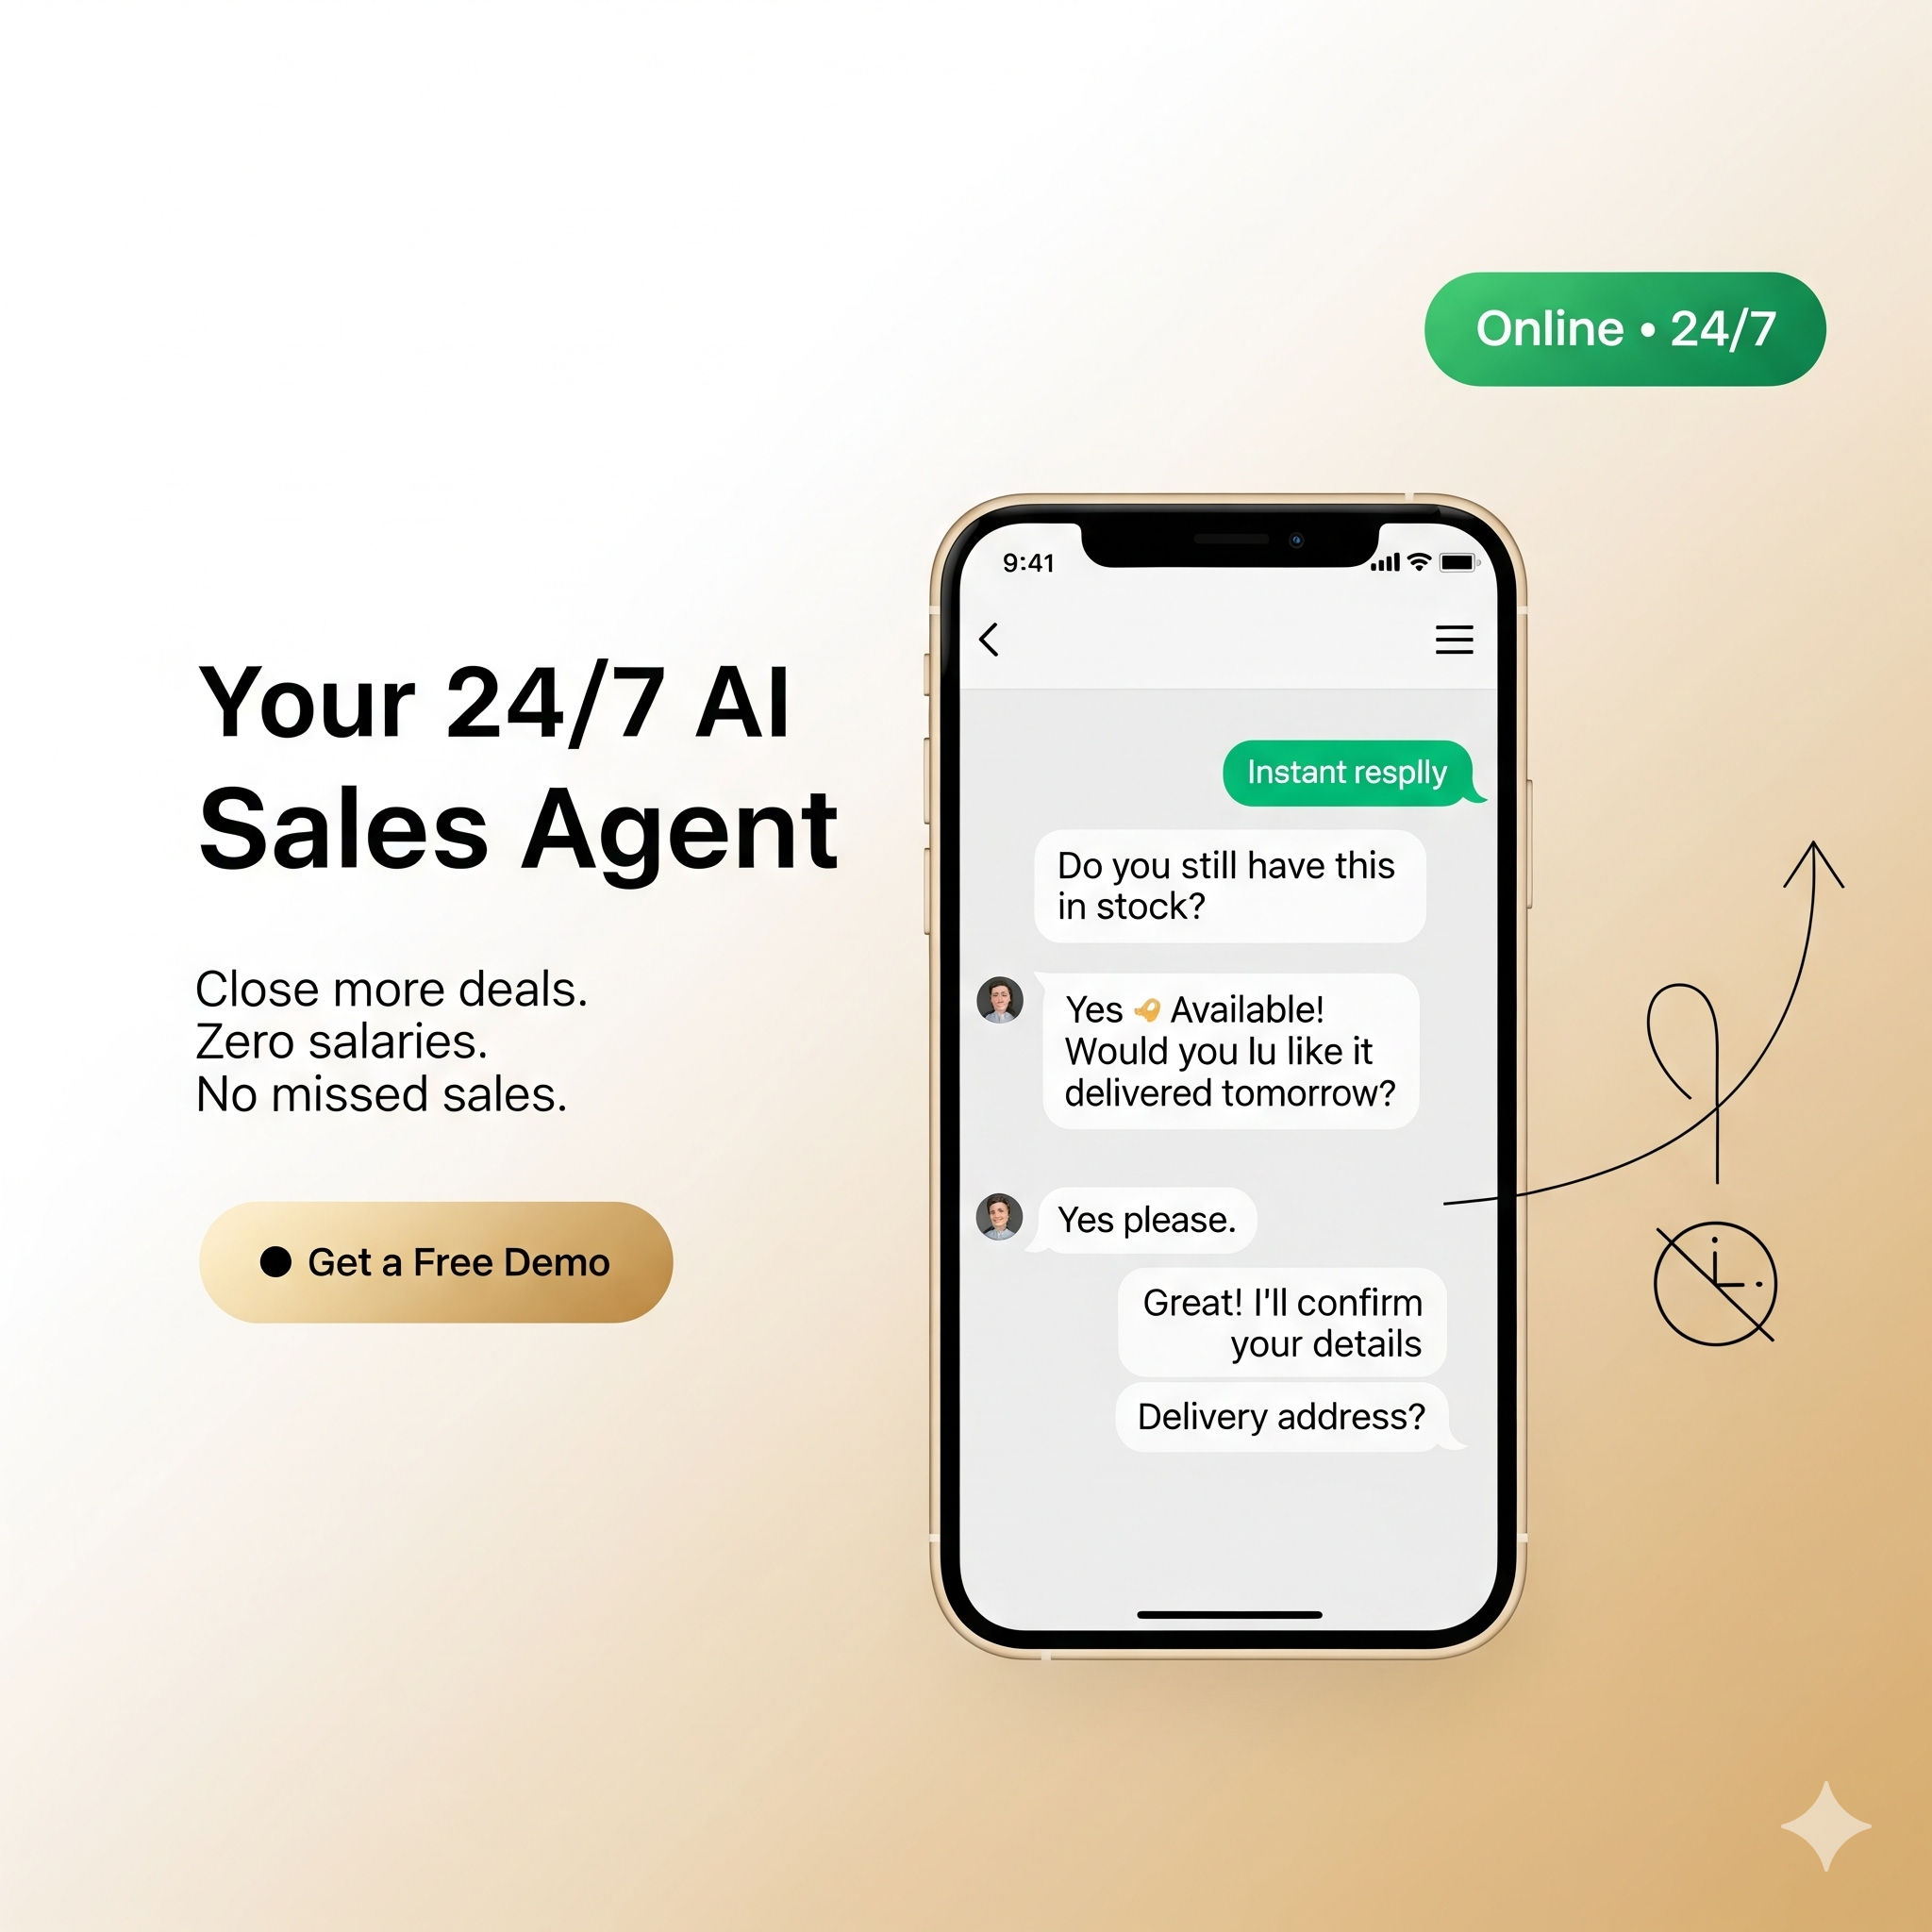 Online • 24/7
9:41
Your 24/7 AI
Sales Agent
Close more deals.
Zero salaries.
No missed sales.
Get a Free Demo
Instant resplly
Do you still have this
in stock?
Yes Available!
Would you lu like it
delivered tomorrow?
Yes please.
Great! I'll confirm
your details
Delivery address?